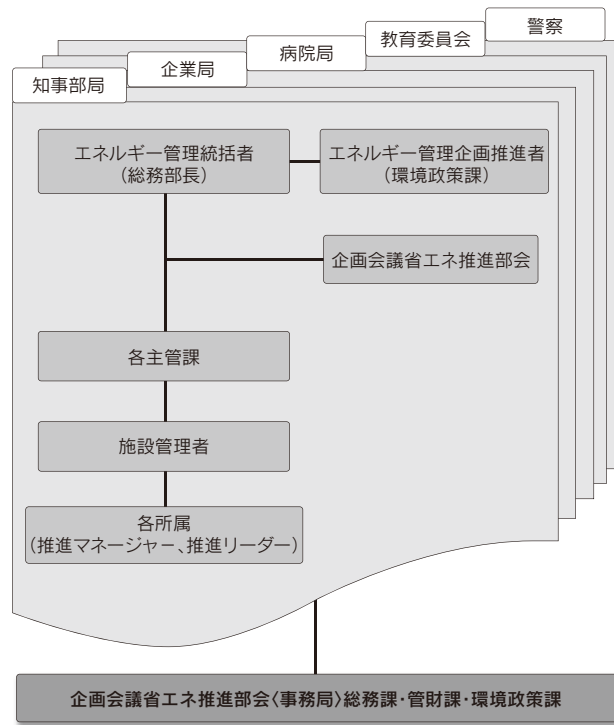 警察
教育委員会
病院局
企業局
知事部局
エネルギー管理統括者
(総務部長)
エネルギー管理企画推進者
(環境政策課)
企画会議省エネ推進部会
各主管課
施設管理者
各所属
(推進マネージャー、推進リーダー)
企画会議省エネ推進部会〈事務局〉総務課・管財課・環境政策課